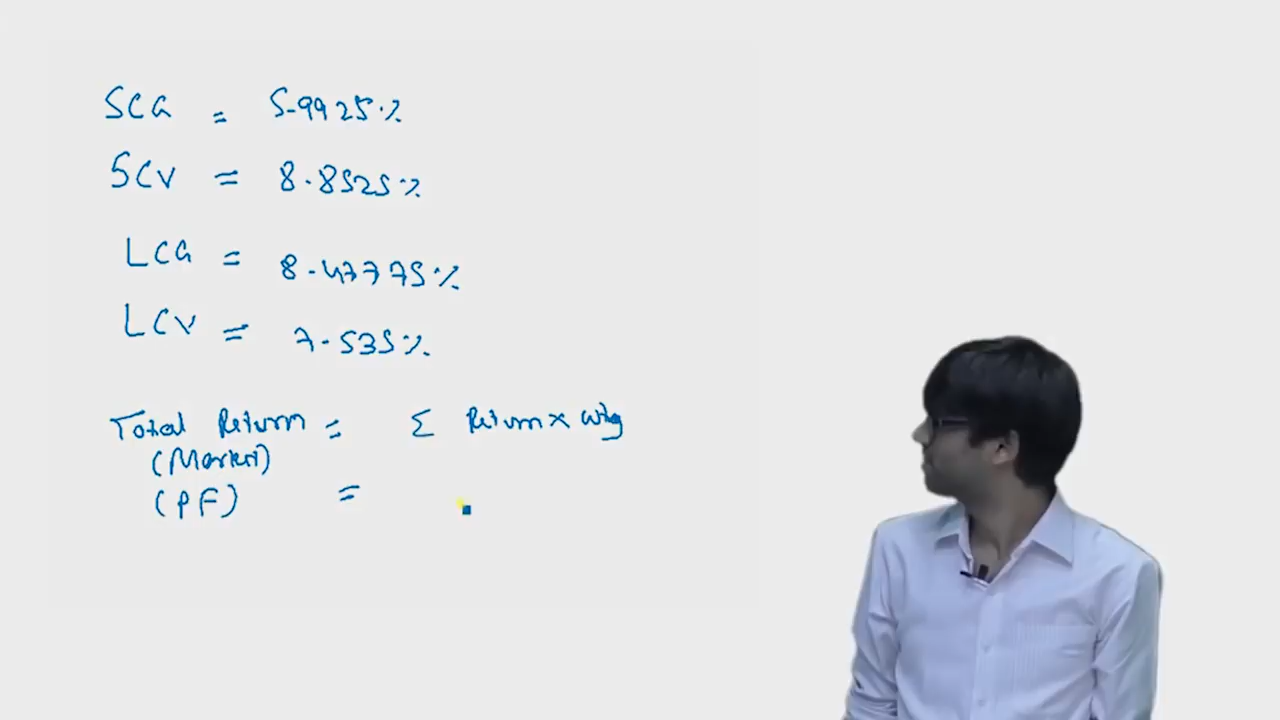 SCG = 5.9925%
SCV = 8.8525%
LCG = 8.47775%
LCV = 7.535%
Total Return = Σ Return x wtg
(Market)
(PF) =